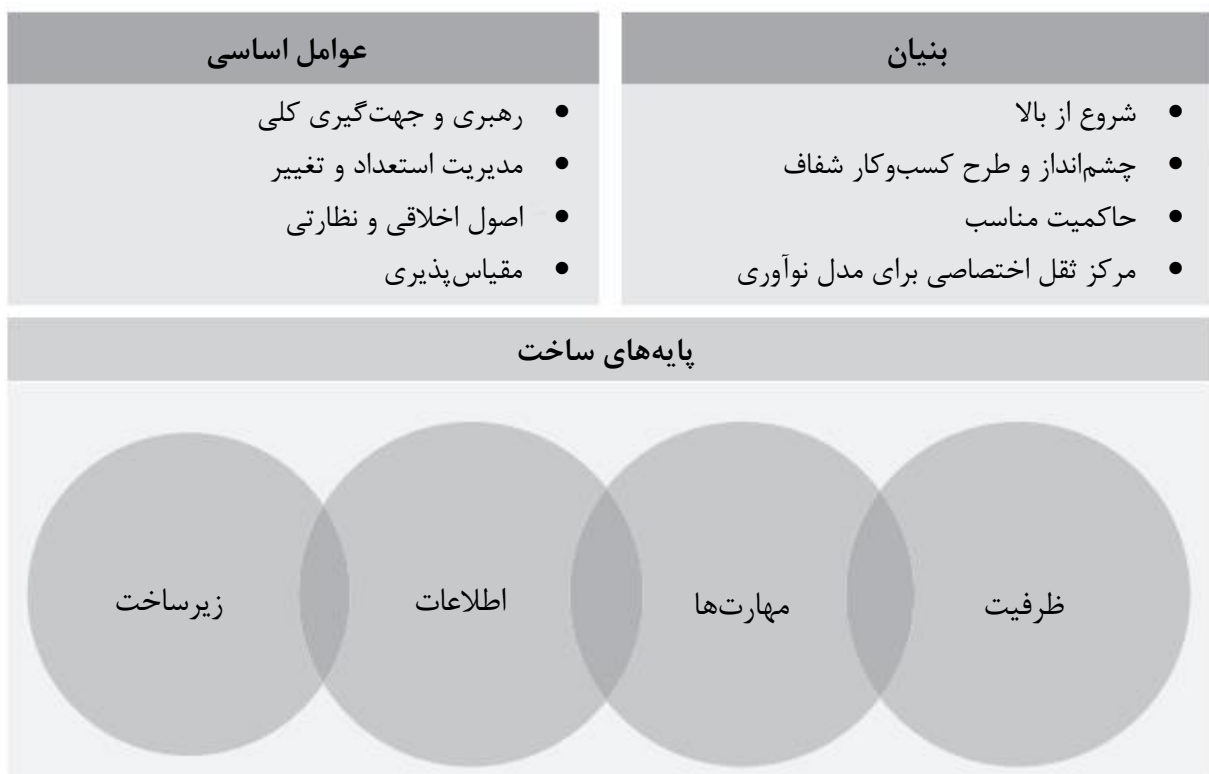 بنیان
• شروع از بالا
• چشم‌انداز و طرح کسب‌وکار شفاف
• حاکمیت مناسب
• مرکز ثقل اختصاصی برای مدل نوآوری
عوامل اساسی
• رهبری و جهت‌گیری کلی
• مدیریت استعداد و تغییر
• اصول اخلاقی و نظارتی
• مقیاس‌پذیری
پایه‌های ساخت
ظرفیت
مهارت‌ها
اطلاعات
زیرساخت